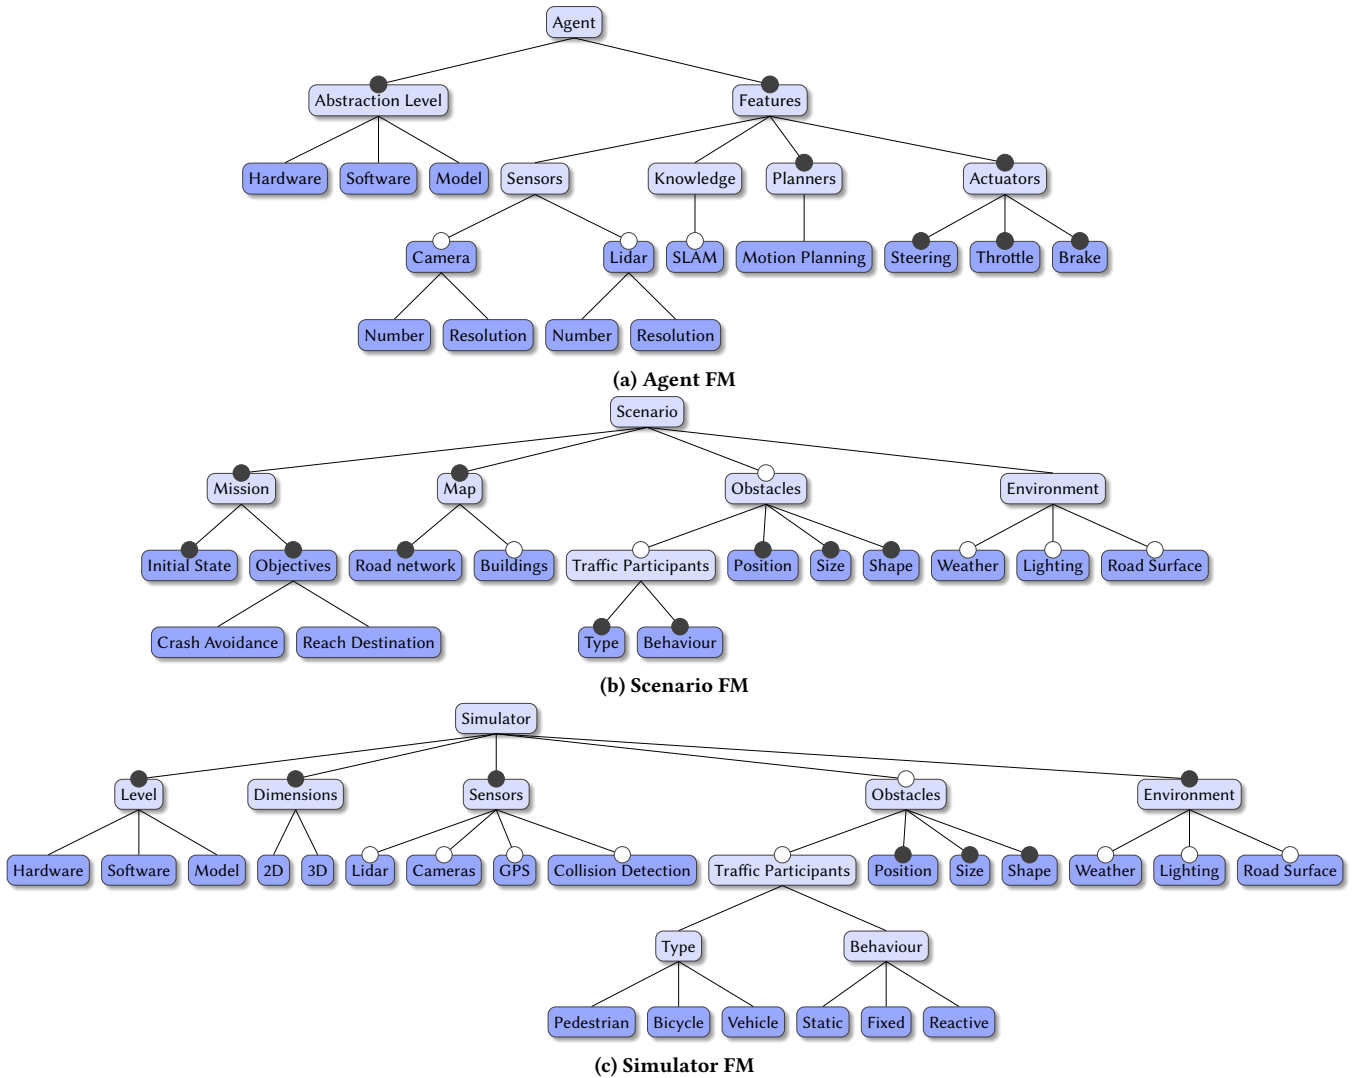 Agent
Abstraction Level Features
Hardware Software Model Sensors Knowledge Planners Actuators
Camera Lidar SLAM Motion Planning Steering Throttle Brake
Number Resolution Number Resolution
(a) Agent FM
Scenario
Mission Map Obstacles Environment
Initial State Objectives Road network Buildings Traffic Participants Position Size Shape Weather Lighting Road Surface
Crash Avoidance Reach Destination Type Behaviour
(b) Scenario FM
Simulator
Level Dimensions Sensors Obstacles Environment
Hardware Software Model 2D 3D Lidar Cameras GPS Collision Detection Traffic Participants Position Size Shape Weather Lighting Road Surface
Type Behaviour
Pedestrian Bicycle Vehicle Static Fixed Reactive
(c) Simulator FM